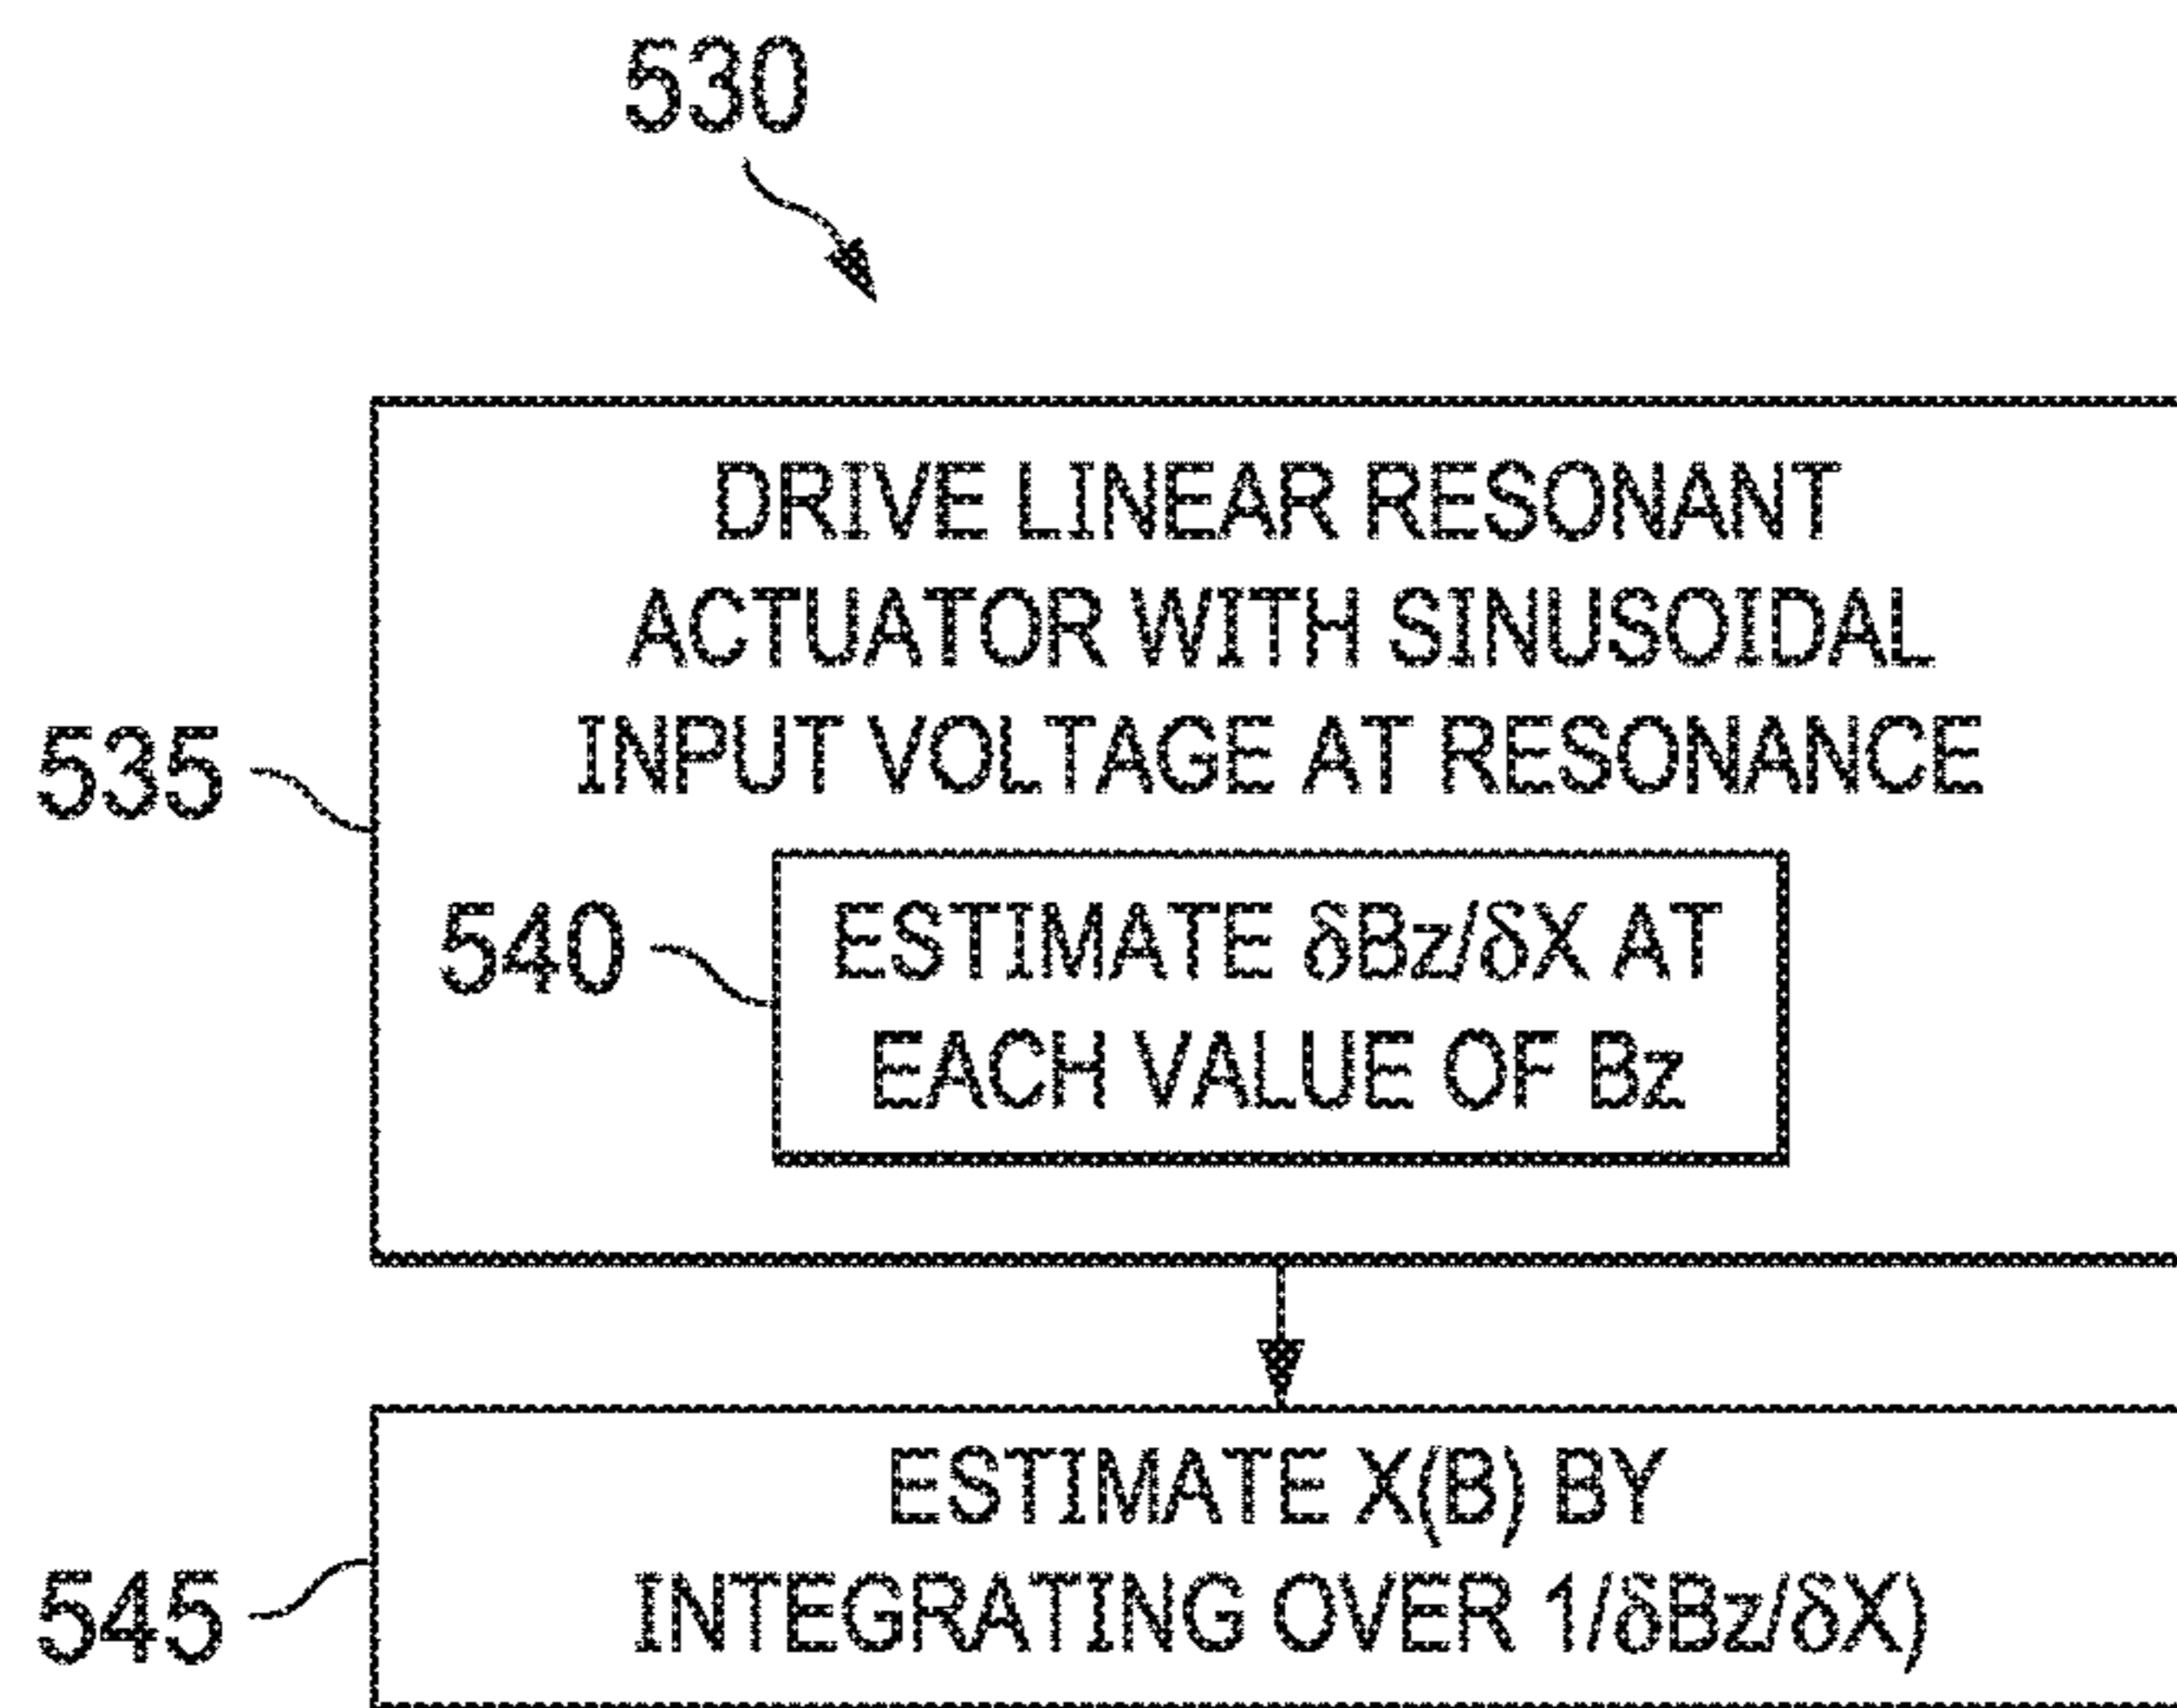 530
DRIVE LINEAR RESONANT
ACTUATOR WITH SINUSOIDAL
INPUT VOLTAGE AT RESONANCE
535
540
ESTIMATE δBz/δX AT
EACH VALUE OF Bz
ESTIMATE X(B) BY
INTEGRATING OVER 1/δBz/δX)
545